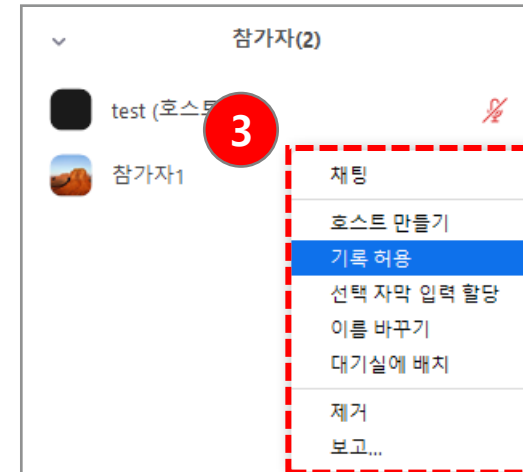 참가자(2)
test (호스트
3
참가자1
채팅
호스트 만들기
기록 허용
선택 자막 입력 할당
이름 바꾸기
대기실에 배치
제거
보고...